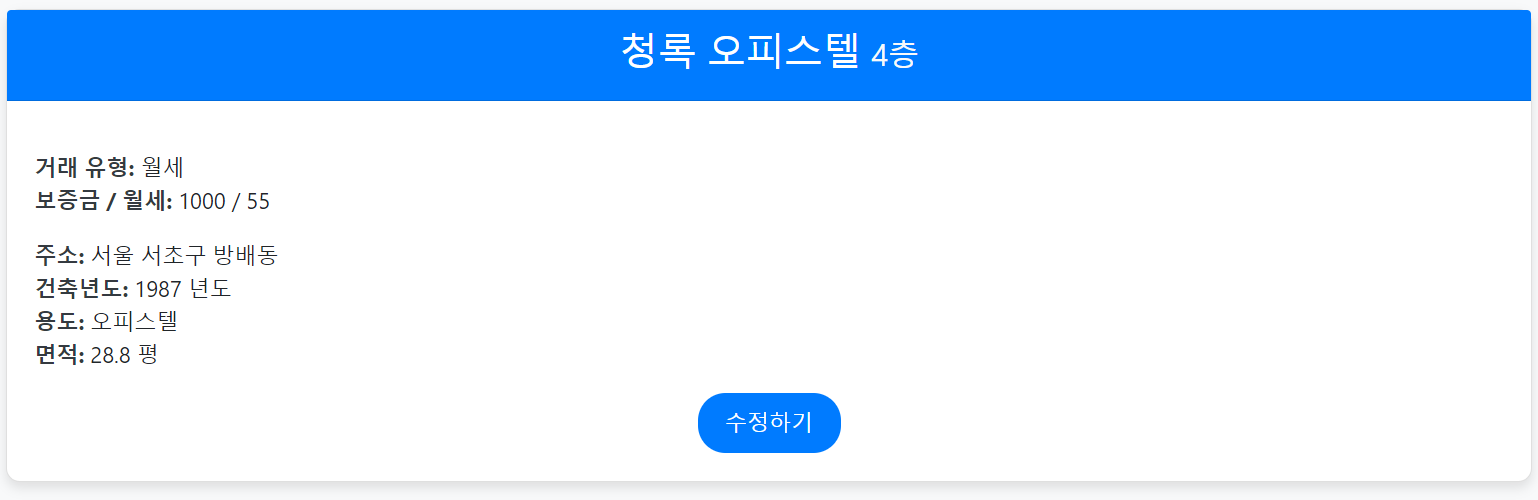 청록 오피스텔 4층
거래 유형: 월세
보증금 / 월세: 1000 / 55
주소: 서울 서초구 방배동
건축년도: 1987 년도
용도: 오피스텔
면적: 28.8 평
수정하기